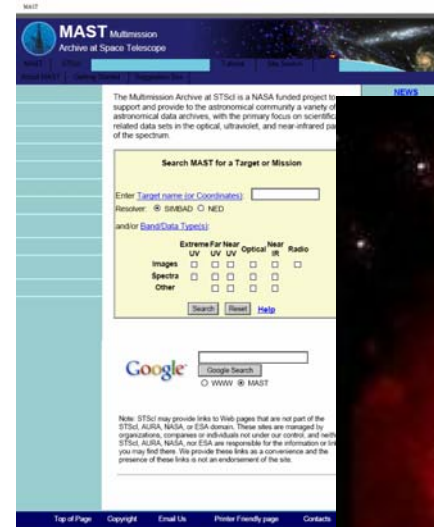 MAST
MAST Multimission
Archive at Space Telescope
MAST STScI Tutorial Site Search
About MAST Getting Started
NEWS
The Multimission Archive at STScI is a NASA funded project to
support and provide to the astronomical community a variety of
astronomical data archives, with the primary focus on scientifica
related data sets in the optical, ultraviolet, and near-infrared pa
of the spectrum.
Search MAST for a Target or Mission
Enter Target name (or Coordinates):
Resolver: SIMBAD NED
and/or Band/Data Type(s):
Extreme UV Far UV Near UV Optical Near IR Radio
Images
Spectra
Other
Search Reset Help
Google
Google Search
WWW MAST
Note: STScI may provide links to Web pages that are not part of the
STScI, AURA, NASA, or ESA domain. These sites are managed by
organizations, companies or individuals not under our control, and neith
STScI, AURA, NASA, nor ESA are responsible for the information or lin
you may find there. We provide these links as a convenience and the
presence of these links is not an endorsement of the site.
Top of Page Copyright Email Us Printer Friendly page Contacts